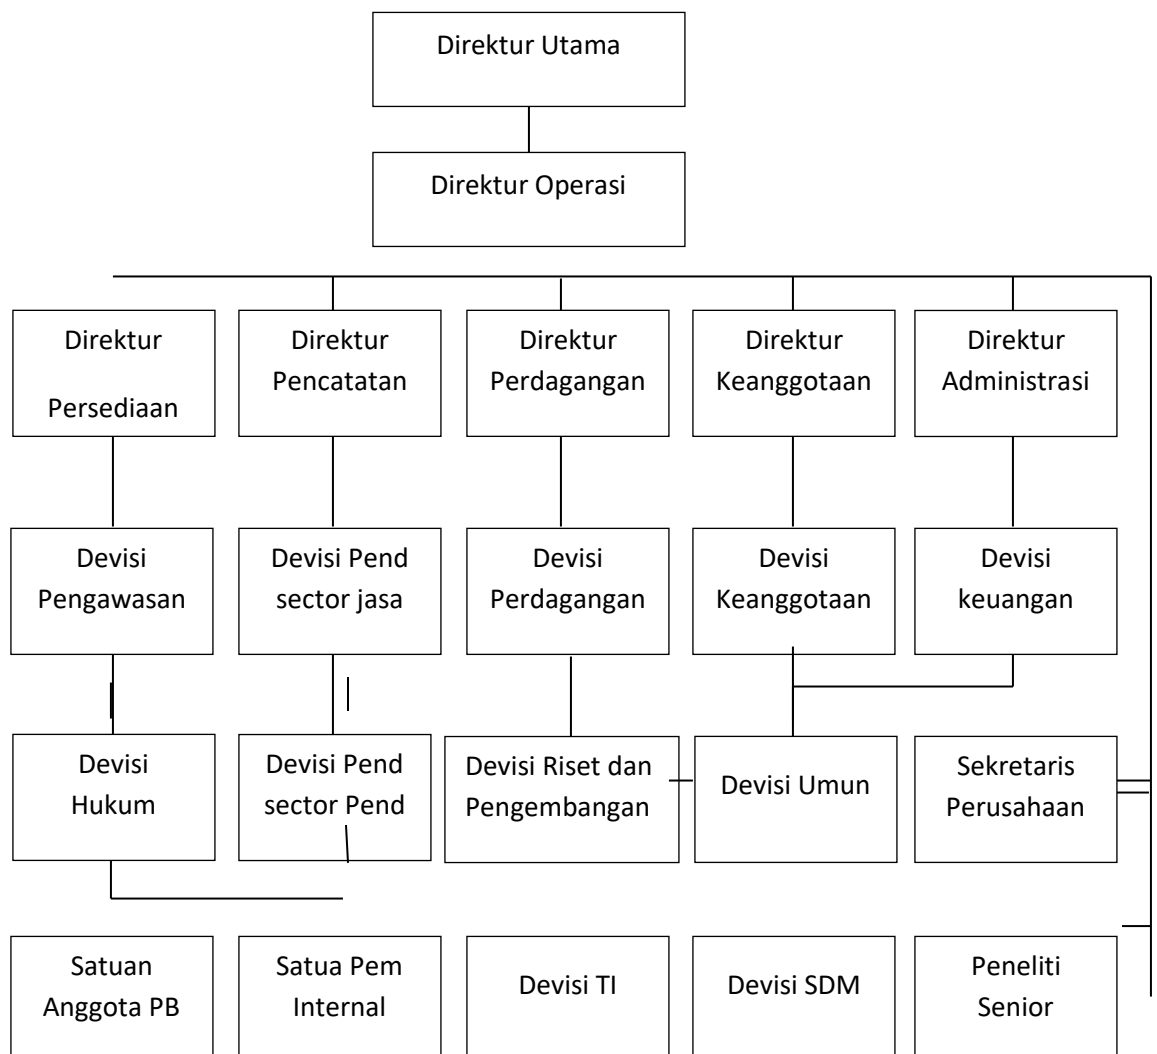 Direktur Utama
Direktur Operasi
Direktur
Persediaan
Direktur
Pencatatan
Direktur
Perdagangan
Direktur
Keanggotaan
Direktur
Administrasi
Devisi
Pengawasan
Devisi Pend
sector jasa
Devisi
Perdagangan
Devisi
Keanggotaan
Devisi
keuangan
Devisi
Hukum
Devisi Pend
sector Pend
Devisi Riset dan
Pengembangan
Devisi Umun
Sekretaris
Perusahaan
Satuan
Anggota PB
Satua Pem
Internal
Devisi TI
Devisi SDM
Peneliti
Senior